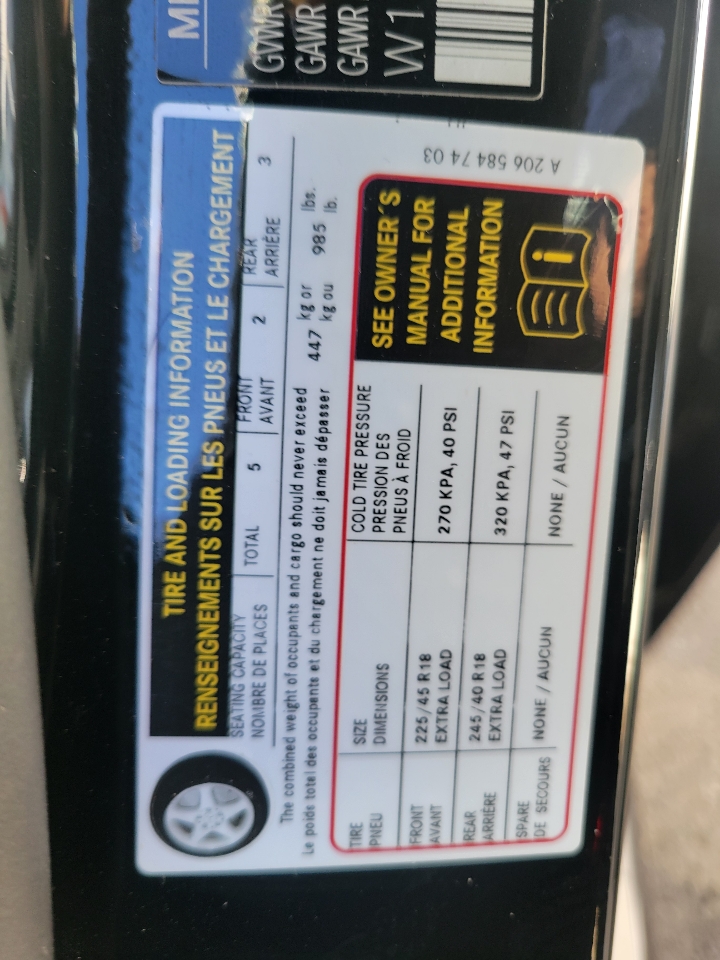 MI
GVWR
GAWR
GAWR
W1
TIRE AND LOADING INFORMATION
RENSEIGNEMENTS SUR LES PNEUS ET LE CHARGEMENT
SEATING CAPACITY
NOMBRE DE PLACES
TOTAL 5
FRONT
AVANT
2
REAR
ARRIÈRE
3
The combined weight of occupants and cargo should never exceed 447 kg or 985 lbs.
Le poids total des occupants et du chargement ne doit jamais dépasser kg ou lb.
TIRE
PNEU
SIZE
DIMENSIONS
COLD TIRE PRESSURE
PRESSION DES
PNEUS À FROID
FRONT
AVANT
225/45 R18
EXTRA LOAD
270 KPA, 40 PSI
REAR
ARRIÈRE
245/40 R18
EXTRA LOAD
320 KPA, 47 PSI
SPARE
DE SECOURS
NONE / AUCUN
NONE / AUCUN
SEE OWNER'S
MANUAL FOR
ADDITIONAL
INFORMATION
i
A 206 584 74 03